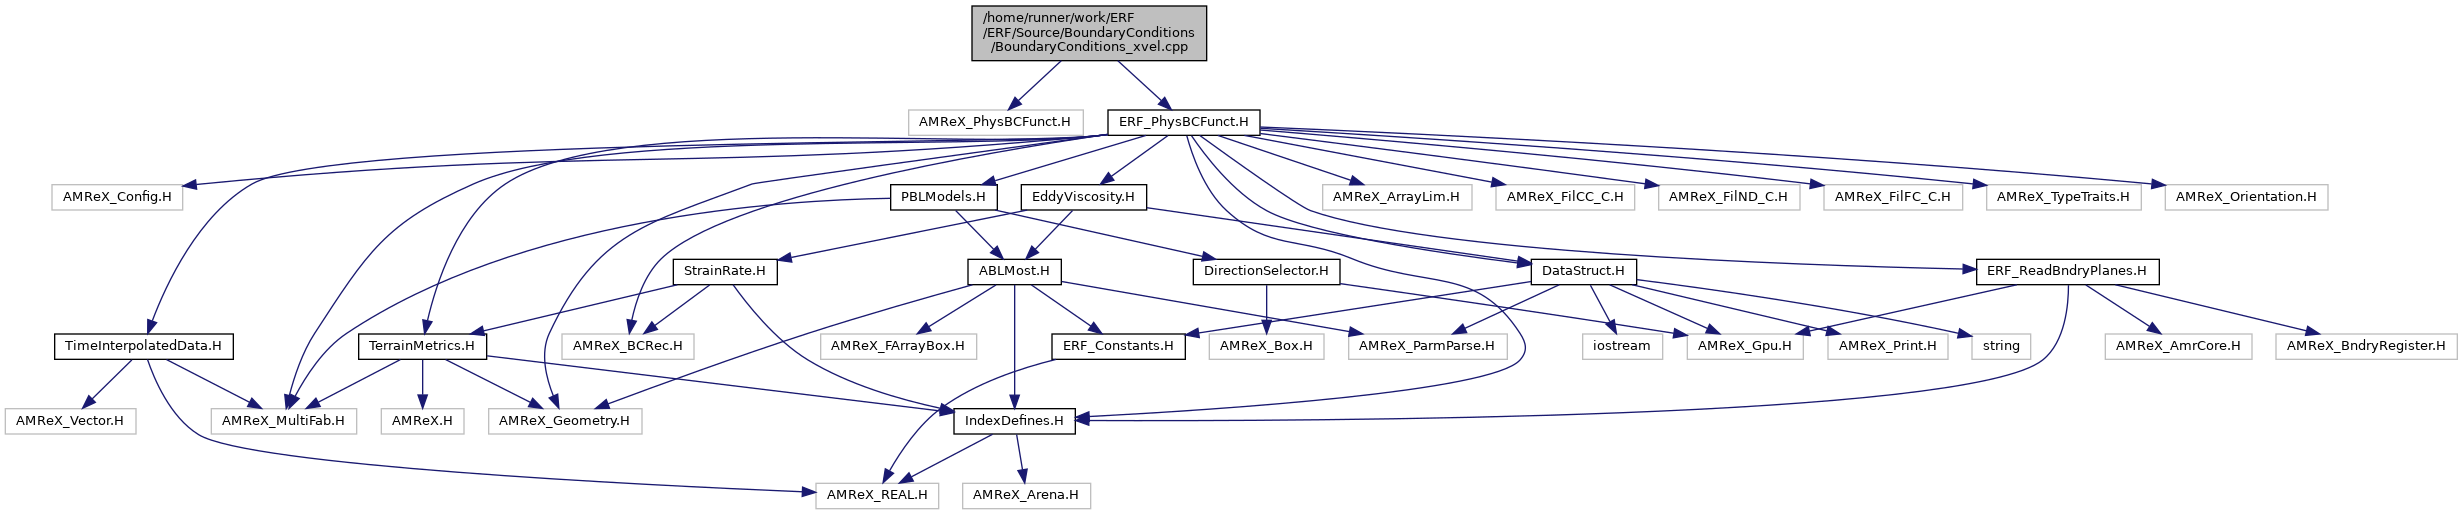 /home/runner/work/ERF
/ERF/Source/BoundaryConditions
/BoundaryConditions_xvel.cpp
AMReX_PhysBCFunct.H
ERF_PhysBCFunct.H
AMReX_Config.H
PBLModels.H
EddyViscosity.H
AMReX_ArrayLim.H
AMReX_FilCC_C.H
AMReX_FilND_C.H
AMReX_FilFC_C.H
AMReX_TypeTraits.H
AMReX_Orientation.H
StrainRate.H
ABLMost.H
DirectionSelector.H
DataStruct.H
ERF_ReadBndryPlanes.H
TimeInterpolatedData.H
TerrainMetrics.H
AMReX_BCRec.H
AMReX_FArrayBox.H
ERF_Constants.H
AMReX_Box.H
AMReX_ParmParse.H
iostream
AMReX_Gpu.H
AMReX_Print.H
string
AMReX_AmrCore.H
AMReX_BndryRegister.H
AMReX_Vector.H
AMReX_MultiFab.H
AMReX.H
AMReX_Geometry.H
IndexDefines.H
AMReX_REAL.H
AMReX_Arena.H